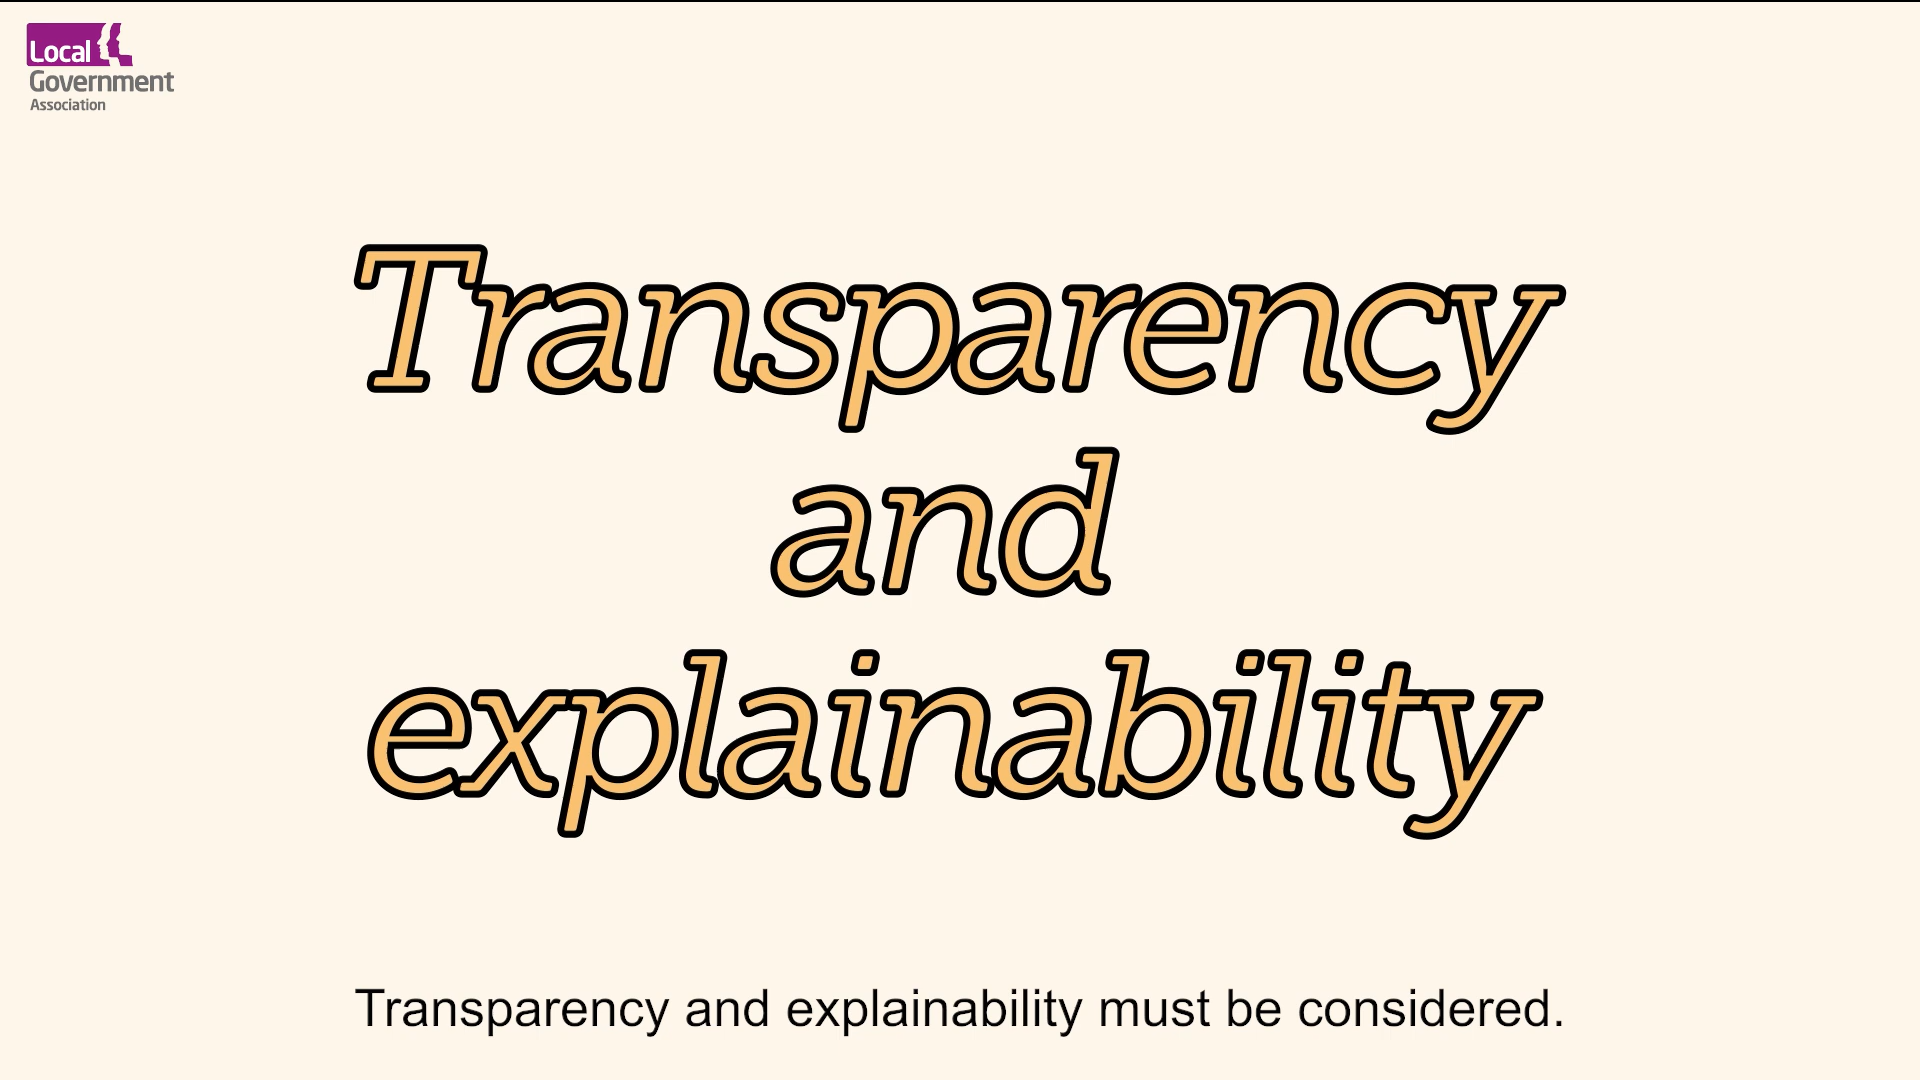 Local
Government
Association
Transparency
and
explainability
Transparency and explainability must be considered.